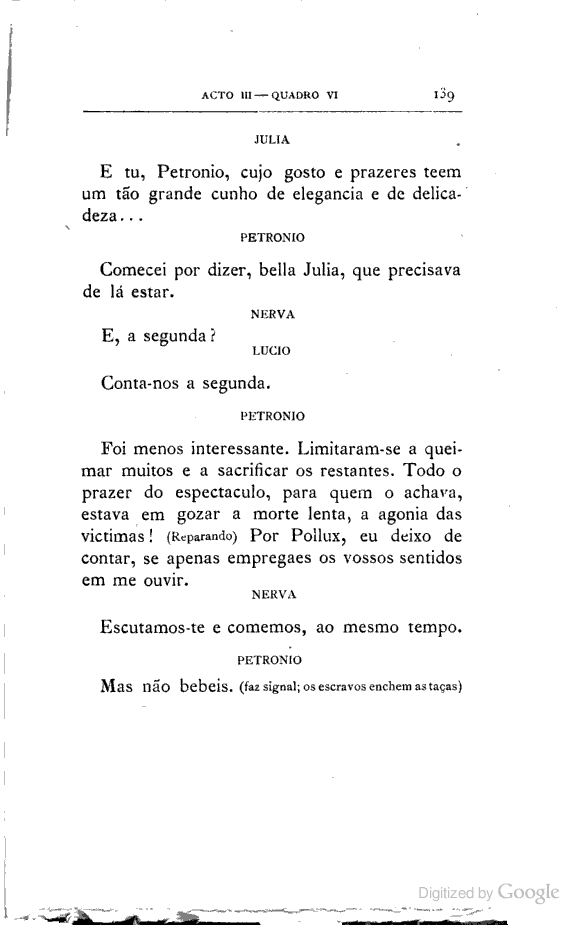 ACTO III — QUADRO VI 139
JULIA
E tu, Petronio, cujo gosto e prazeres teem
um tão grande cunho de elegancia e de delica-
deza...
PETRONIO
Comecei por dizer, bella Julia, que precisava
de lá estar.
NERVA
E, a segunda?
LUCIO
Conta-nos a segunda.
PETRONIO
Foi menos interessante. Limitaram-se a quei-
mar muitos e a sacrificar os restantes. Todo o
prazer do espectaculo, para quem o achava,
estava em gozar a morte lenta, a agonia das
victimas! (Reparando) Por Pollux, eu deixo de
contar, se apenas empregaes os vossos sentidos
em me ouvir.
NERVA
Escutamos-te e comemos, ao mesmo tempo.
PETRONIO
Mas não bebeis. (faz signal; os escravos enchem as taças)
Digitized by Google